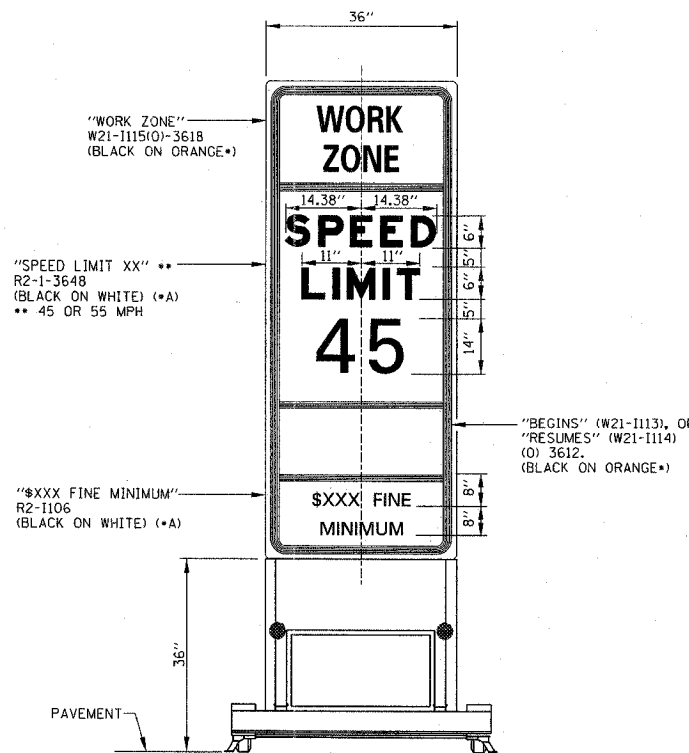 36"
"WORK ZONE"
W21-I115(O)-3618
(BLACK ON ORANGE*)
WORK
ZONE
14.38" 14.38"
SPEED
6"
11" 11"
5"
LIMIT
6"
5"
45
14"
"SPEED LIMIT XX" **
R2-1-3648
(BLACK ON WHITE) (*A)
** 45 OR 55 MPH
"BEGINS" (W21-I113), OR
"RESUMES" (W21-I114)
(O) 3612.
(BLACK ON ORANGE*)
"$XXX FINE MINIMUM"
R2-I106
(BLACK ON WHITE) (*A)
$XXX FINE
8"
MINIMUM
8"
36"
PAVEMENT